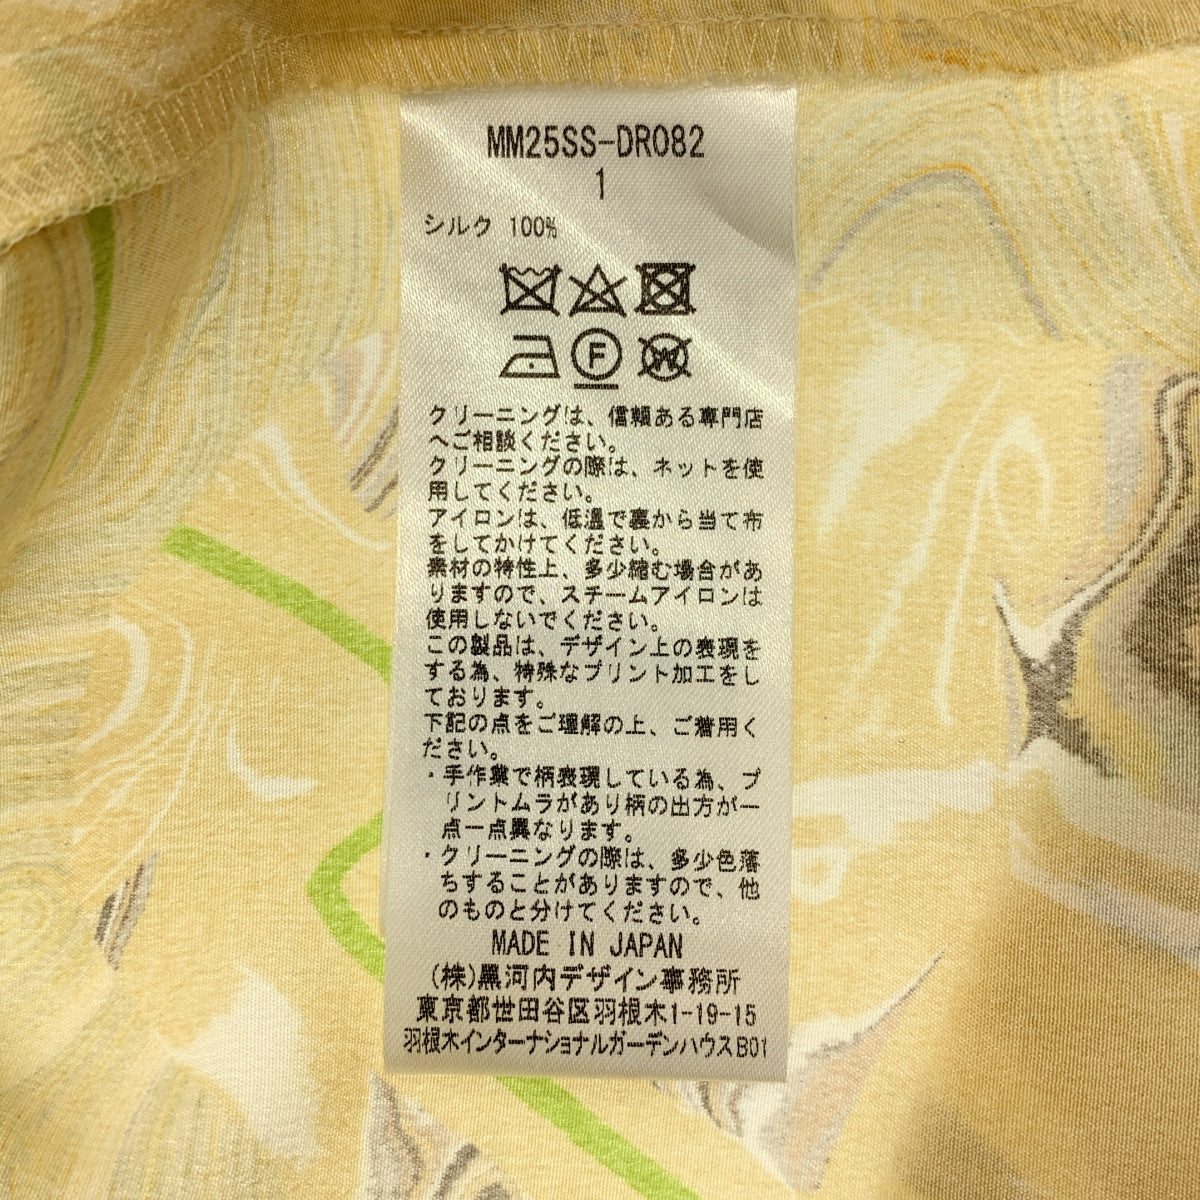 MM25SS-DR082
1
シルク 100%
F
W
クリーニングは、信頼ある専門店
へご相談ください。
クリーニングの際は、ネットを使
用してください。
アイロンは、低温で裏から当て布
をしてかけてください。
素材の特性上、多少縮む場合があ
りますので、スチームアイロンは
使用しないでください。
この製品は、デザイン上の表現を
する為、特殊なプリント加工をし
ております。
下記の点をご理解の上、ご着用く
ださい。
・手作業で柄表現している為、プ
リントムラがあり柄の出方が一
点一点異なります。
・クリーニングの際は、多少色落
ちすることがありますので、他
のものと分けてください。
MADE IN JAPAN
(株)黒河内デザイン事務所
東京都世田谷区羽根木1-19-15
羽根木インターナショナルガーデンハウスB01